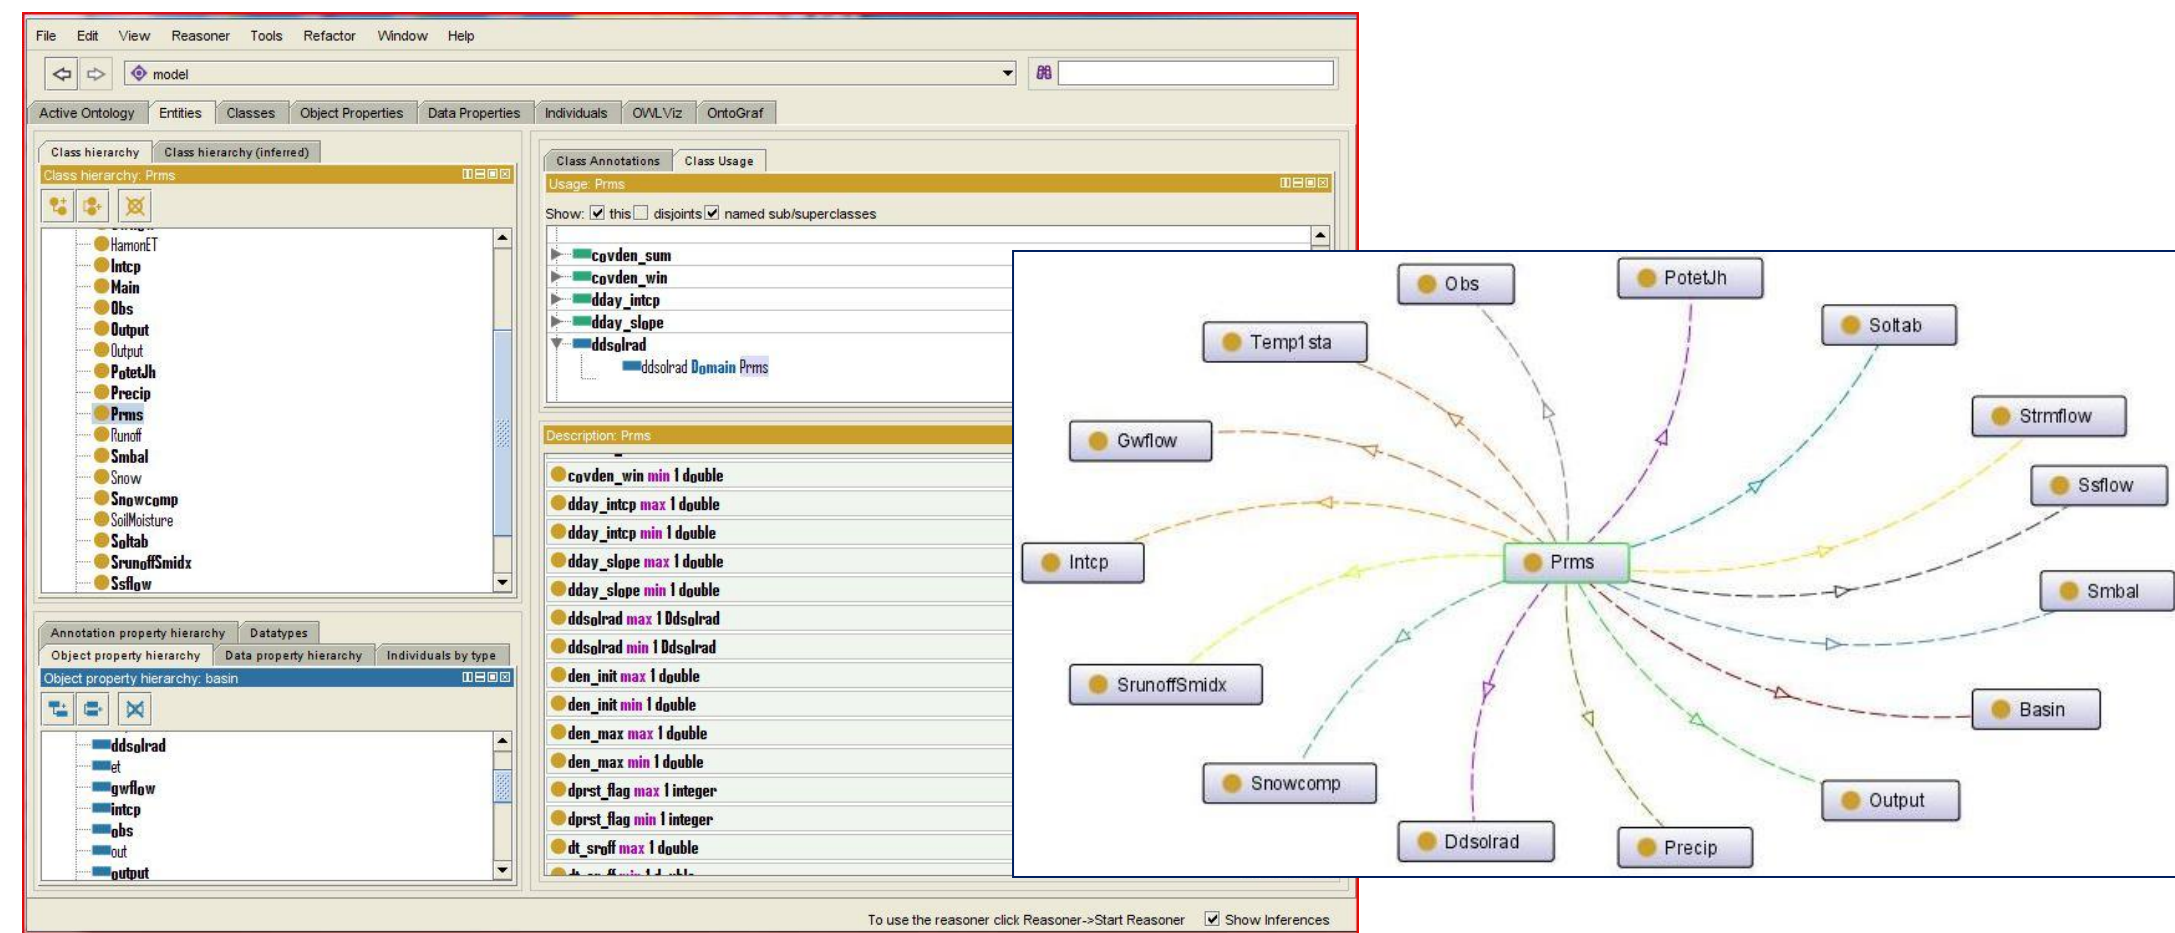 File Edit View Reasoner Tools Refactor Window Help
model
Active Ontology Entities Classes Object Properties Data Properties Individuals OWLViz OntoGraf
Class hierarchy Class hierarchy (inferred)
Class hierarchy: Prms
HamonET
Intcp
Main
Obs
Output
Output
PotetJh
Precip
Prms
Runoff
Smbal
Snow
Snowcomp
SoilMoisture
Soltab
SrunoffSmidx
Ssflow
Annotation property hierarchy Datatypes
Object property hierarchy Data property hierarchy Individuals by type
Object property hierarchy: basin
ddsolrad
et
gwflow
intcp
obs
out
output
Class Annotations Class Usage
Usage: Prms
Show: this disjoints named sub/superclasses
covden_sum
covden_win
dday_intcp
dday_slope
ddsolrad
ddsolrad Domain Prms
Description: Prms
covden_win min 1 double
dday_intcp max 1 double
dday_intcp min 1 double
dday_slope max 1 double
dday_slope min 1 double
ddsolrad max 1 Ddsolrad
ddsolrad min 1 Ddsolrad
den_init max 1 double
den_init min 1 double
den_max max 1 double
den_max min 1 double
dprst_flag max 1 integer
dprst_flag min 1 integer
dt_sroff max 1 double
Obs
PotetJh
Temp1sta
Soltab
Gwflow
Strmflow
Ssflow
Intcp
Prms
Smbal
SrunoffSmidx
Basin
Snowcomp
Output
Ddsolrad
Precip
To use the reasoner click Reasoner->Start Reasoner Show Inferences